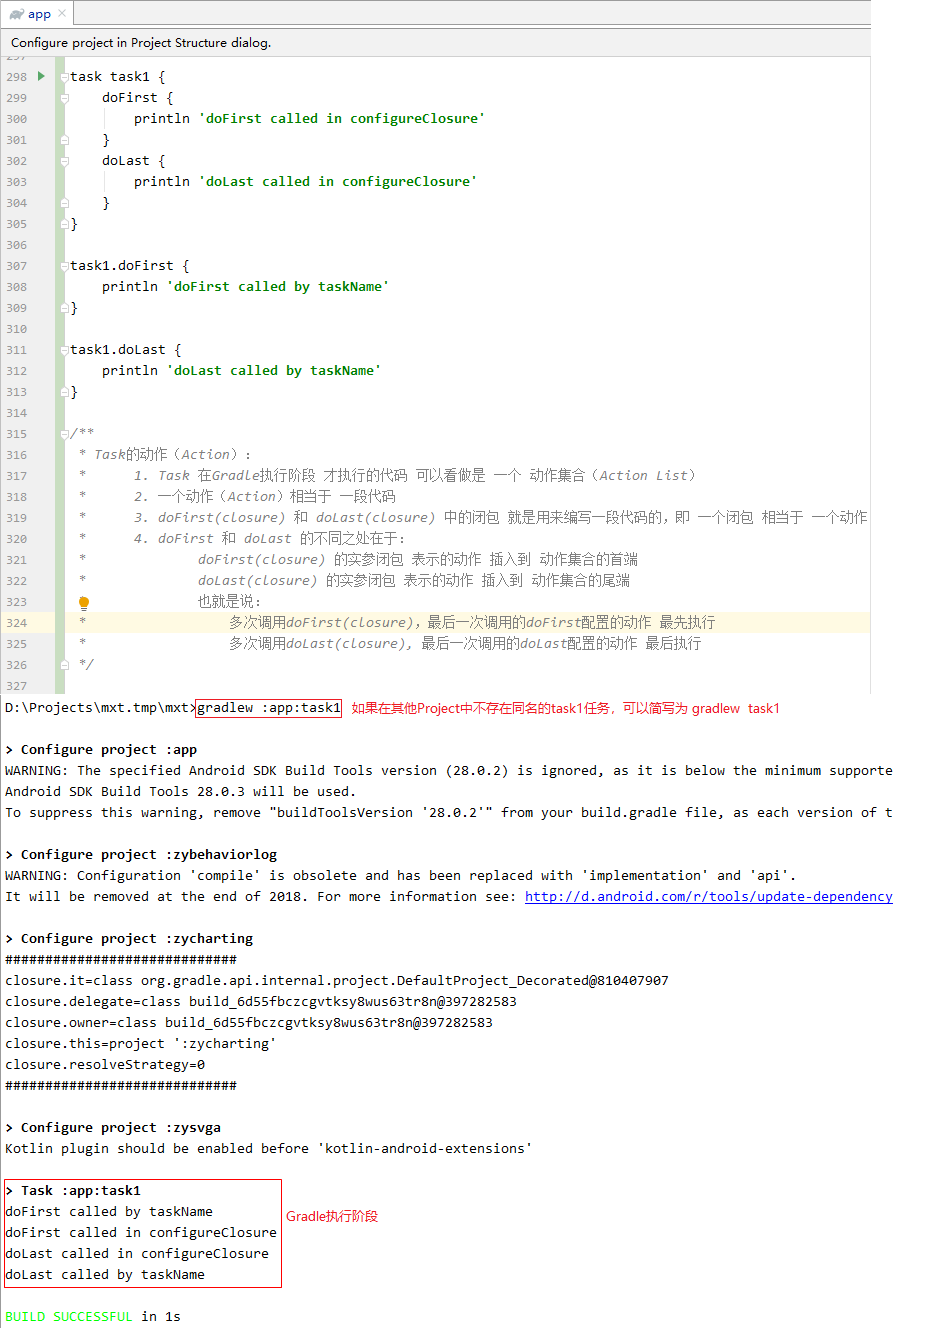 app
Configure project in Project Structure dialog.
297
298 task task1 {
299 doFirst {
300 println 'doFirst called in configureClosure'
301 }
302 doLast {
303 println 'doLast called in configureClosure'
304 }
305 }
306
307 task1.doFirst {
308 println 'doFirst called by taskName'
309 }
310
311 task1.doLast {
312 println 'doLast called by taskName'
313 }
314
315 /**
316 * Task的动作（Action）:
317 * 1. Task 在Gradle执行阶段 才执行的代码 可以看做是 一个 动作集合（Action List）
318 * 2. 一个动作（Action）相当于 一段代码
319 * 3. doFirst(closure) 和 doLast(closure) 中的闭包 就是用来编写一段代码的，即 一个闭包 相当于 一个动作
320 * 4. doFirst 和 doLast 的不同之处在于:
321 * doFirst(closure) 的实参闭包 表示的动作 插入到 动作集合的首端
322 * doLast(closure) 的实参闭包 表示的动作 插入到 动作集合的尾端
323 也就是说:
324 * 多次调用doFirst(closure), 最后一次调用的doFirst配置的动作 最先执行
325 * 多次调用doLast(closure), 最后一次调用的doLast配置的动作 最后执行
326 */
327
D:\Projects\mxt.tmp\mxt>gradlew :app:task1 如果在其他Project中不存在同名的task1任务，可以简写为 gradlew task1
> Configure project :app
WARNING: The specified Android SDK Build Tools version (28.0.2) is ignored, as it is below the minimum supporte
Android SDK Build Tools 28.0.3 will be used.
To suppress this warning, remove "buildToolsVersion '28.0.2'" from your build.gradle file, as each version of t
> Configure project :zybehaviorlog
WARNING: Configuration 'compile' is obsolete and has been replaced with 'implementation' and 'api'.
It will be removed at the end of 2018. For more information see: http://d.android.com/r/tools/update-dependency
> Configure project :zycharting
#############################
closure.it=class org.gradle.api.internal.project.DefaultProject_Decorated@810407907
closure.delegate=class build_6d55fbczcgvtksy8wus63tr8n@397282583
closure.owner=class build_6d55fbczcgvtksy8wus63tr8n@397282583
closure.this=project ':zycharting'
closure.resolveStrategy=0
#############################
> Configure project :zysvga
Kotlin plugin should be enabled before 'kotlin-android-extensions'
> Task :app:task1
doFirst called by taskName
Gradle执行阶段
doFirst called in configureClosure
doLast called in configureClosure
doLast called by taskName
BUILD SUCCESSFUL in 1s